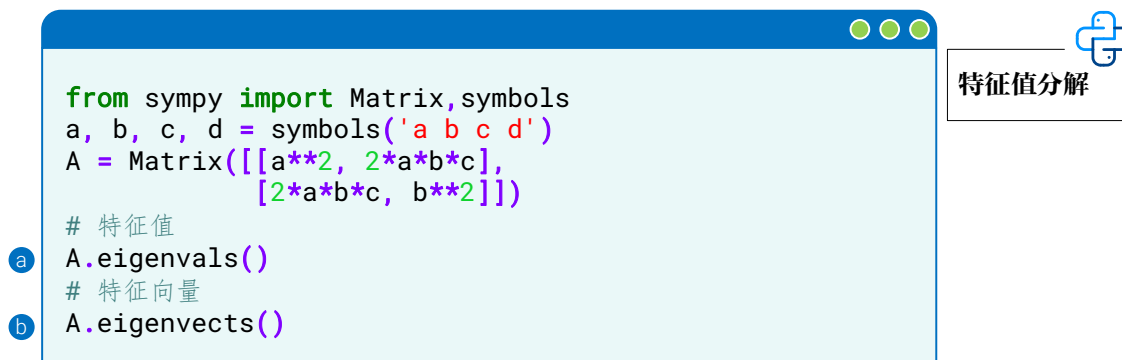 特征值分解
from sympy import Matrix,symbols
a, b, c, d = symbols('a b c d')
A = Matrix([[a**2, 2*a*b*c],
            [2*a*b*c, b**2]])
# 特征值
a A.eigenvals()
# 特征向量
b A.eigenvects()